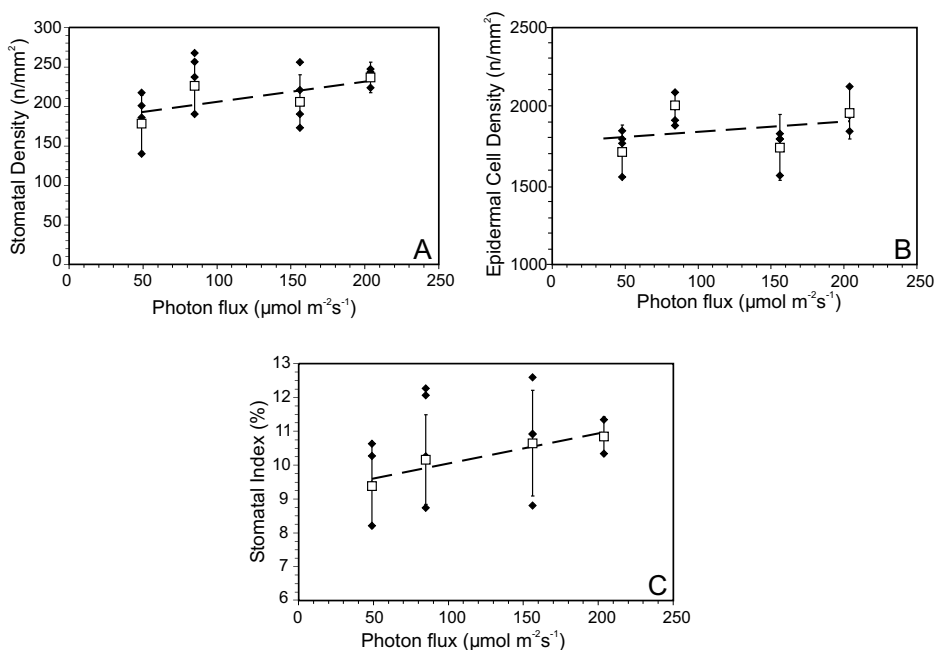 Stomatal Density (n/mm²)
300
250
200
150
100
50
0
0 50 100 150 200 250
Photon flux (µmol m⁻²s⁻¹)
A
Epidermal Cell Density (n/mm²)
2500
2000
1500
1000
0 50 100 150 200 250
Photon flux (µmol m⁻²s⁻¹)
B
Stomatal Index (%)
13
12
11
10
9
8
7
6
0 50 100 150 200 250
Photon flux (µmol m⁻²s⁻¹)
C